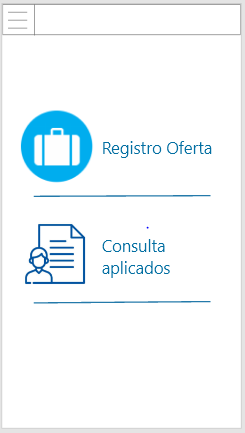 Registro Oferta
Consulta
aplicados